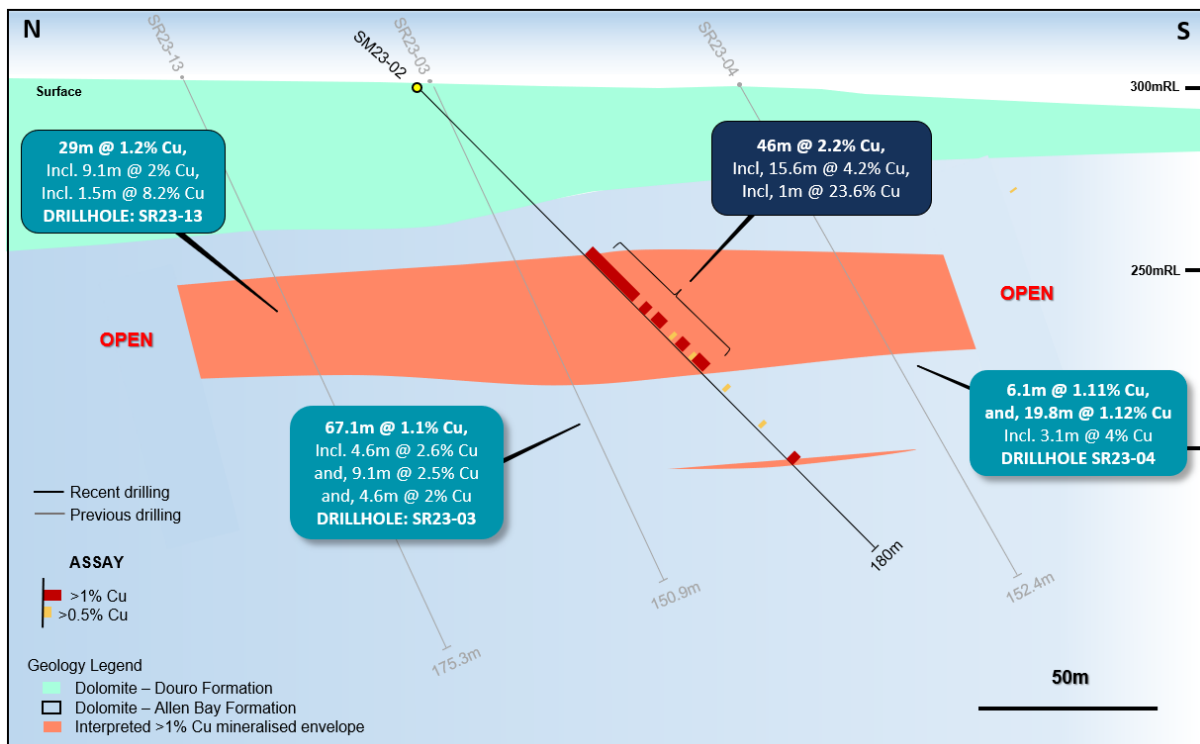 N
S
SR23-13
SM23-02
SR23-03
SR23-04
Surface
300mRL
29m @ 1.2% Cu,
Incl. 9.1m @ 2% Cu,
Incl. 1.5m @ 8.2% Cu
DRILLHOLE: SR23-13
46m @ 2.2% Cu,
Incl, 15.6m @ 4.2% Cu,
Incl, 1m @ 23.6% Cu
250mRL
OPEN
OPEN
67.1m @ 1.1% Cu,
Incl. 4.6m @ 2.6% Cu
and, 9.1m @ 2.5% Cu
and, 4.6m @ 2% Cu
DRILLHOLE: SR23-03
6.1m @ 1.11% Cu,
and, 19.8m @ 1.12% Cu
Incl. 3.1m @ 4% Cu
DRILLHOLE SR23-04
Recent drilling
Previous drilling
ASSAY
>1% Cu
>0.5% Cu
175.3m
150.9m
180m
152.4m
Geology Legend
Dolomite – Douro Formation
Dolomite – Allen Bay Formation
Interpreted >1% Cu mineralised envelope
50m